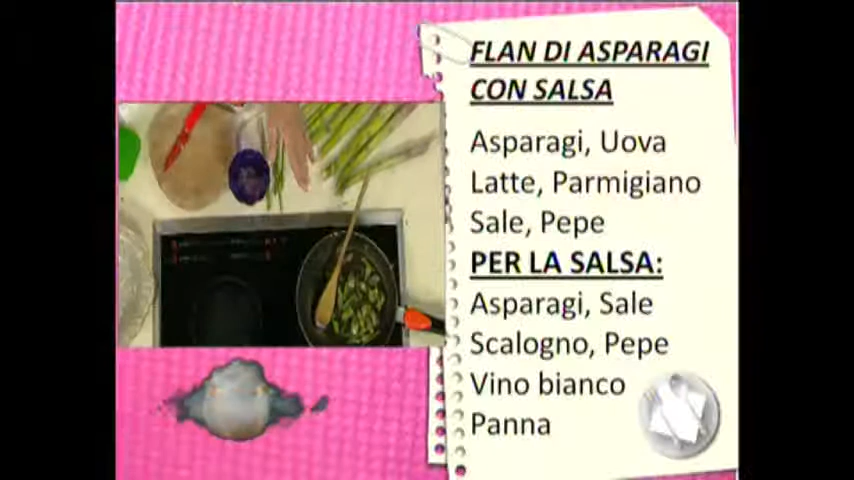 FLAN DI ASPARAGI
CON SALSA
Asparagi, Uova
Latte, Parmigiano
Sale, Pepe
PER LA SALSA:
Asparagi, Sale
Scalogno, Pepe
Vino bianco
Panna